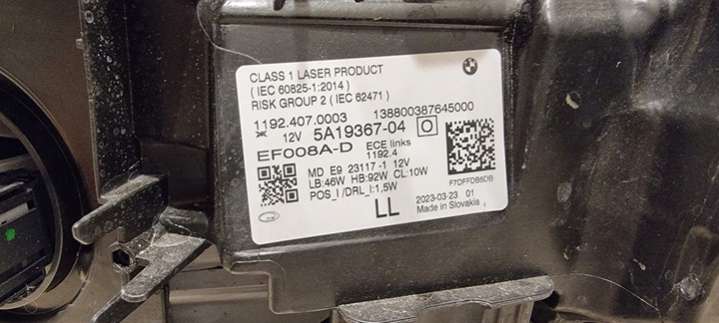 CLASS 1 LASER PRODUCT
( IEC 60825-1:2014 )
RISK GROUP 2 ( IEC 62471 )
1192.407.0003 138800387645000
12V 5A19367-04 O
EF008A-D ECE links
1192.4
MD E9 23117 -1 12V
LB:46W HB:92W CL:10W
POS_I /DRL_I:1,5W
LL
F7DFFDB5DB
2023-03-23 01
Made in Slovakia